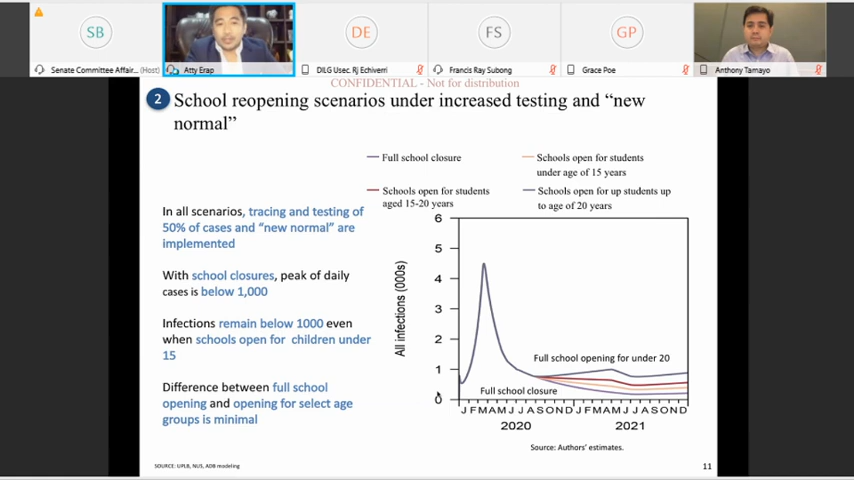 SB
DE
FS
GP
Senate Committee Affair... (Host)
Atty Erap
DILG Usec. Rj Echiverri
Francis Ray Subong
Grace Poe
Anthony Tamayo
CONFIDENTIAL - Not for distribution
2
School reopening scenarios under increased testing and “new
normal”
Full school closure
Schools open for students
under age of 15 years
Schools open for students
aged 15-20 years
Schools open for up students up
to age of 20 years
In all scenarios, tracing and testing of
50% of cases and “new normal” are
implemented
With school closures, peak of daily
cases is below 1,000
Infections remain below 1000 even
when schools open for children under
15
Difference between full school
opening and opening for select age
groups is minimal
All infections (000s)
6
5
4
3
2
1
0
Full school opening for under 20
Full school closure
J F M A M J J A S O N D J F M A M J J A S O N D
2020 2021
Source: Authors’ estimates.
SOURCE: UPLB, NUS, ADB modeling
11